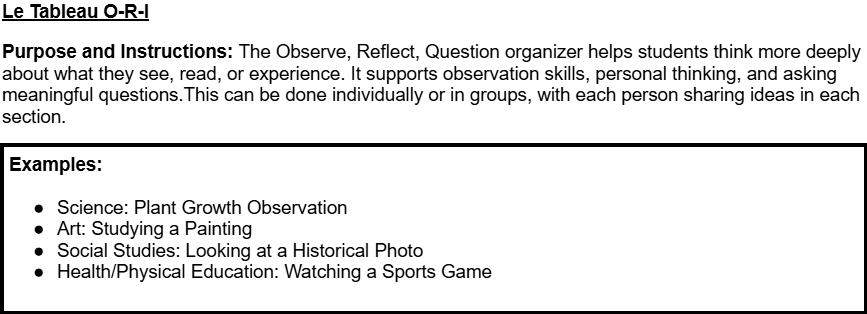 Le Tableau O-R-I
Purpose and Instructions: The Observe, Reflect, Question organizer helps students think more deeply
about what they see, read, or experience. It supports observation skills, personal thinking, and asking
meaningful questions.This can be done individually or in groups, with each person sharing ideas in each
section.
Examples:
● Science: Plant Growth Observation
● Art: Studying a Painting
● Social Studies: Looking at a Historical Photo
● Health/Physical Education: Watching a Sports Game